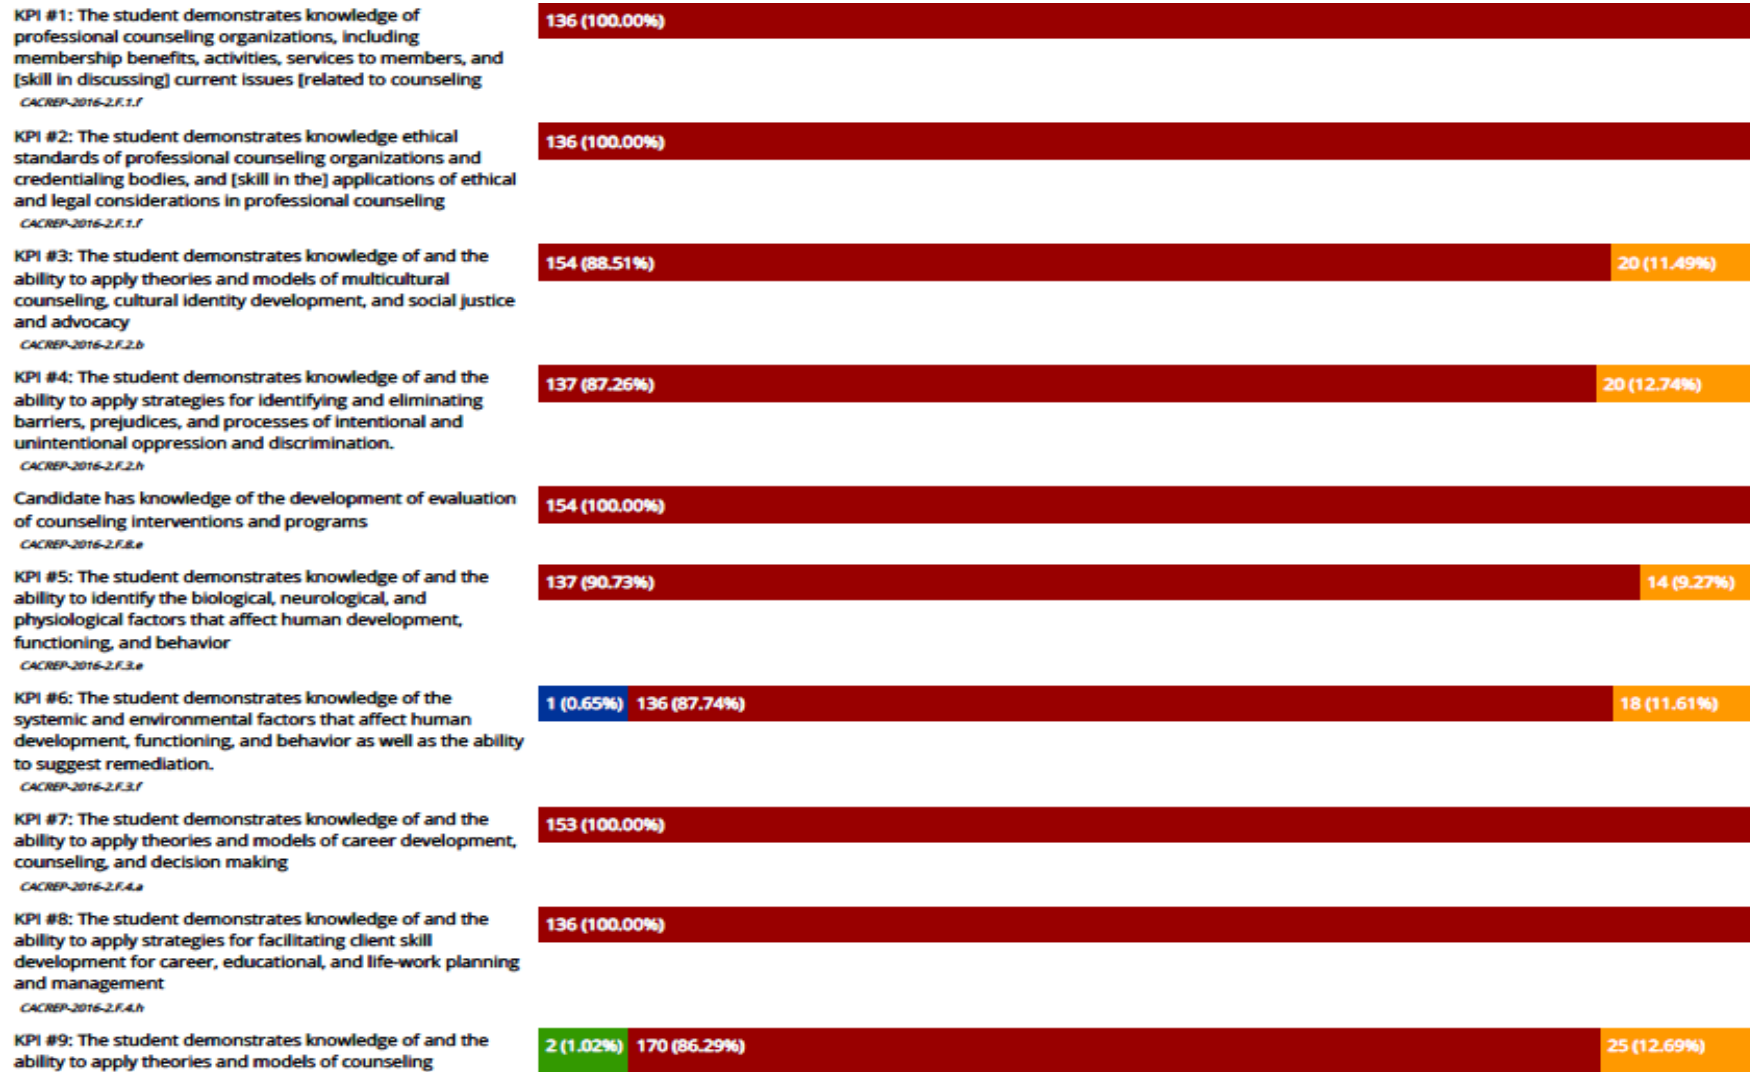 KPI #1: The student demonstrates knowledge of
professional counseling organizations, including
membership benefits, activities, services to members, and
[skill in discussing] current issues [related to counseling
CACREP-2016-2.F.1.f
136 (100.00%)
KPI #2: The student demonstrates knowledge ethical
standards of professional counseling organizations and
credentialing bodies, and [skill in the] applications of ethical
and legal considerations in professional counseling
CACREP-2016-2.F.1.f
136 (100.00%)
KPI #3: The student demonstrates knowledge of and the
ability to apply theories and models of multicultural
counseling, cultural identity development, and social justice
and advocacy
CACREP-2016-2.F.2.b
154 (88.51%) 20 (11.49%)
KPI #4: The student demonstrates knowledge of and the
ability to apply strategies for identifying and eliminating
barriers, prejudices, and processes of intentional and
unintentional oppression and discrimination.
CACREP-2016-2.F.2.h
137 (87.26%) 20 (12.74%)
Candidate has knowledge of the development of evaluation
of counseling interventions and programs
CACREP-2016-2.F.8.e
154 (100.00%)
KPI #5: The student demonstrates knowledge of and the
ability to identify the biological, neurological, and
physiological factors that affect human development,
functioning, and behavior
CACREP-2016-2.F.3.e
137 (90.73%) 14 (9.27%)
KPI #6: The student demonstrates knowledge of the
systemic and environmental factors that affect human
development, functioning, and behavior as well as the ability
to suggest remediation.
CACREP-2016-2.F.3.f
1 (0.65%) 136 (87.74%) 18 (11.61%)
KPI #7: The student demonstrates knowledge of and the
ability to apply theories and models of career development,
counseling, and decision making
CACREP-2016-2.F.4.a
153 (100.00%)
KPI #8: The student demonstrates knowledge of and the
ability to apply strategies for facilitating client skill
development for career, educational, and life-work planning
and management
CACREP-2016-2.F.4.h
136 (100.00%)
KPI #9: The student demonstrates knowledge of and the
ability to apply theories and models of counseling
2 (1.02%) 170 (86.29%) 25 (12.69%)